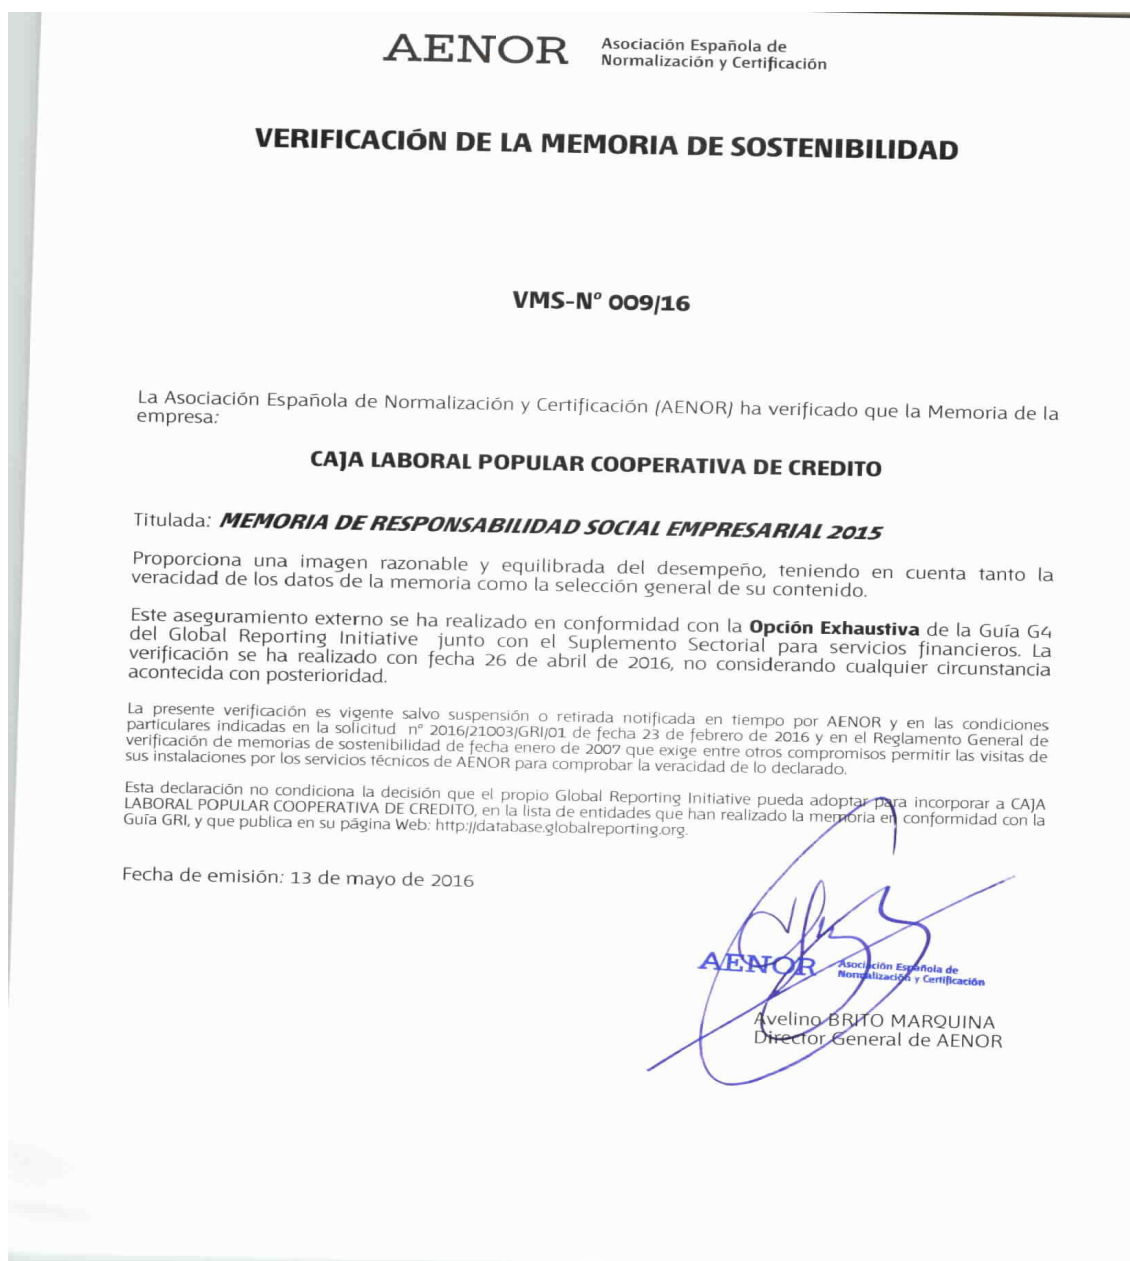 AENOR
Asociación Española de
Normalización y Certificación
VERIFICACIÓN DE LA MEMORIA DE SOSTENIBILIDAD
VMS-Nº 009/16
La Asociación Española de Normalización y Certificación (AENOR) ha verificado que la Memoria de la
empresa:
CAJA LABORAL POPULAR COOPERATIVA DE CREDITO
Titulada: MEMORIA DE RESPONSABILIDAD SOCIAL EMPRESARIAL 2015
Proporciona una imagen razonable y equilibrada del desempeño, teniendo en cuenta tanto la
veracidad de los datos de la memoria como la selección general de su contenido.
Este aseguramiento externo se ha realizado en conformidad con la Opción Exhaustiva de la Guía G4
del Global Reporting Initiative junto con el Suplemento Sectorial para servicios financieros. La
verificación se ha realizado con fecha 26 de abril de 2016, no considerando cualquier circunstancia
acontecida con posterioridad.
La presente verificación es vigente salvo suspensión o retirada notificada en tiempo por AENOR y en las condiciones
particulares indicadas en la solicitud nº 2016/21003/GRI/01 de fecha 23 de febrero de 2016 y en el Reglamento General de
verificación de memorias de sostenibilidad de fecha enero de 2007 que exige entre otros compromisos permitir las visitas de
sus instalaciones por los servicios técnicos de AENOR para comprobar la veracidad de lo declarado.
Esta declaración no condiciona la decisión que el propio Global Reporting Initiative pueda adoptar para incorporar a CAJA
LABORAL POPULAR COOPERATIVA DE CREDITO, en la lista de entidades que han realizado la memoria en conformidad con la
Guía GRI, y que publica en su página Web: http://database.globalreporting.org.
Fecha de emisión: 13 de mayo de 2016
AENOR
Asociación Española de
Normalización y Certificación
Avelino BRITO MARQUINA
Director General de AENOR